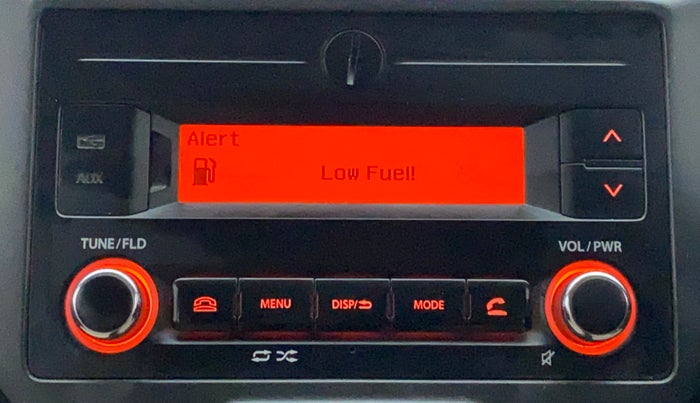 Alert
Low Fuel!
AUX
TUNE/FLD
VOL/PWR
MENU
DISP/
MODE